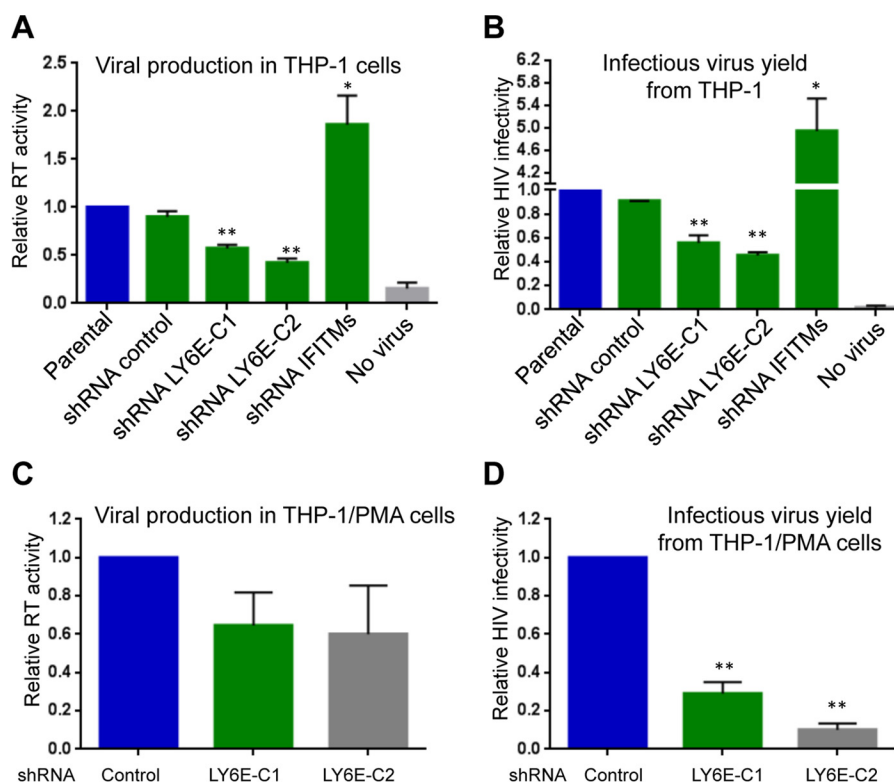 A
Viral production in THP-1 cells
Relative RT activity
2.5
2.0
1.5
1.0
0.5
0.0
*
**
**
Parental
shRNA control
shRNA LY6E-C1
shRNA LY6E-C2
shRNA IFITMs
No virus
B
Infectious virus yield
from THP-1
Relative HIV infectivity
6.2
5.8
5.4
5.0
4.6
4.2
1.0
0.8
0.6
0.4
0.2
0.0
*
**
**
Parental
shRNA control
shRNA LY6E-C1
shRNA LY6E-C2
shRNA IFITMs
No virus
C
Viral production in THP-1/PMA cells
Relative RT activity
1.2
1.0
0.8
0.6
0.4
0.2
0.0
shRNA Control LY6E-C1 LY6E-C2
D
Infectious virus yield
from THP-1/PMA cells
Relative HIV infectivity
1.2
1.0
0.8
0.6
0.4
0.2
0.0
**
**
shRNA Control LY6E-C1 LY6E-C2